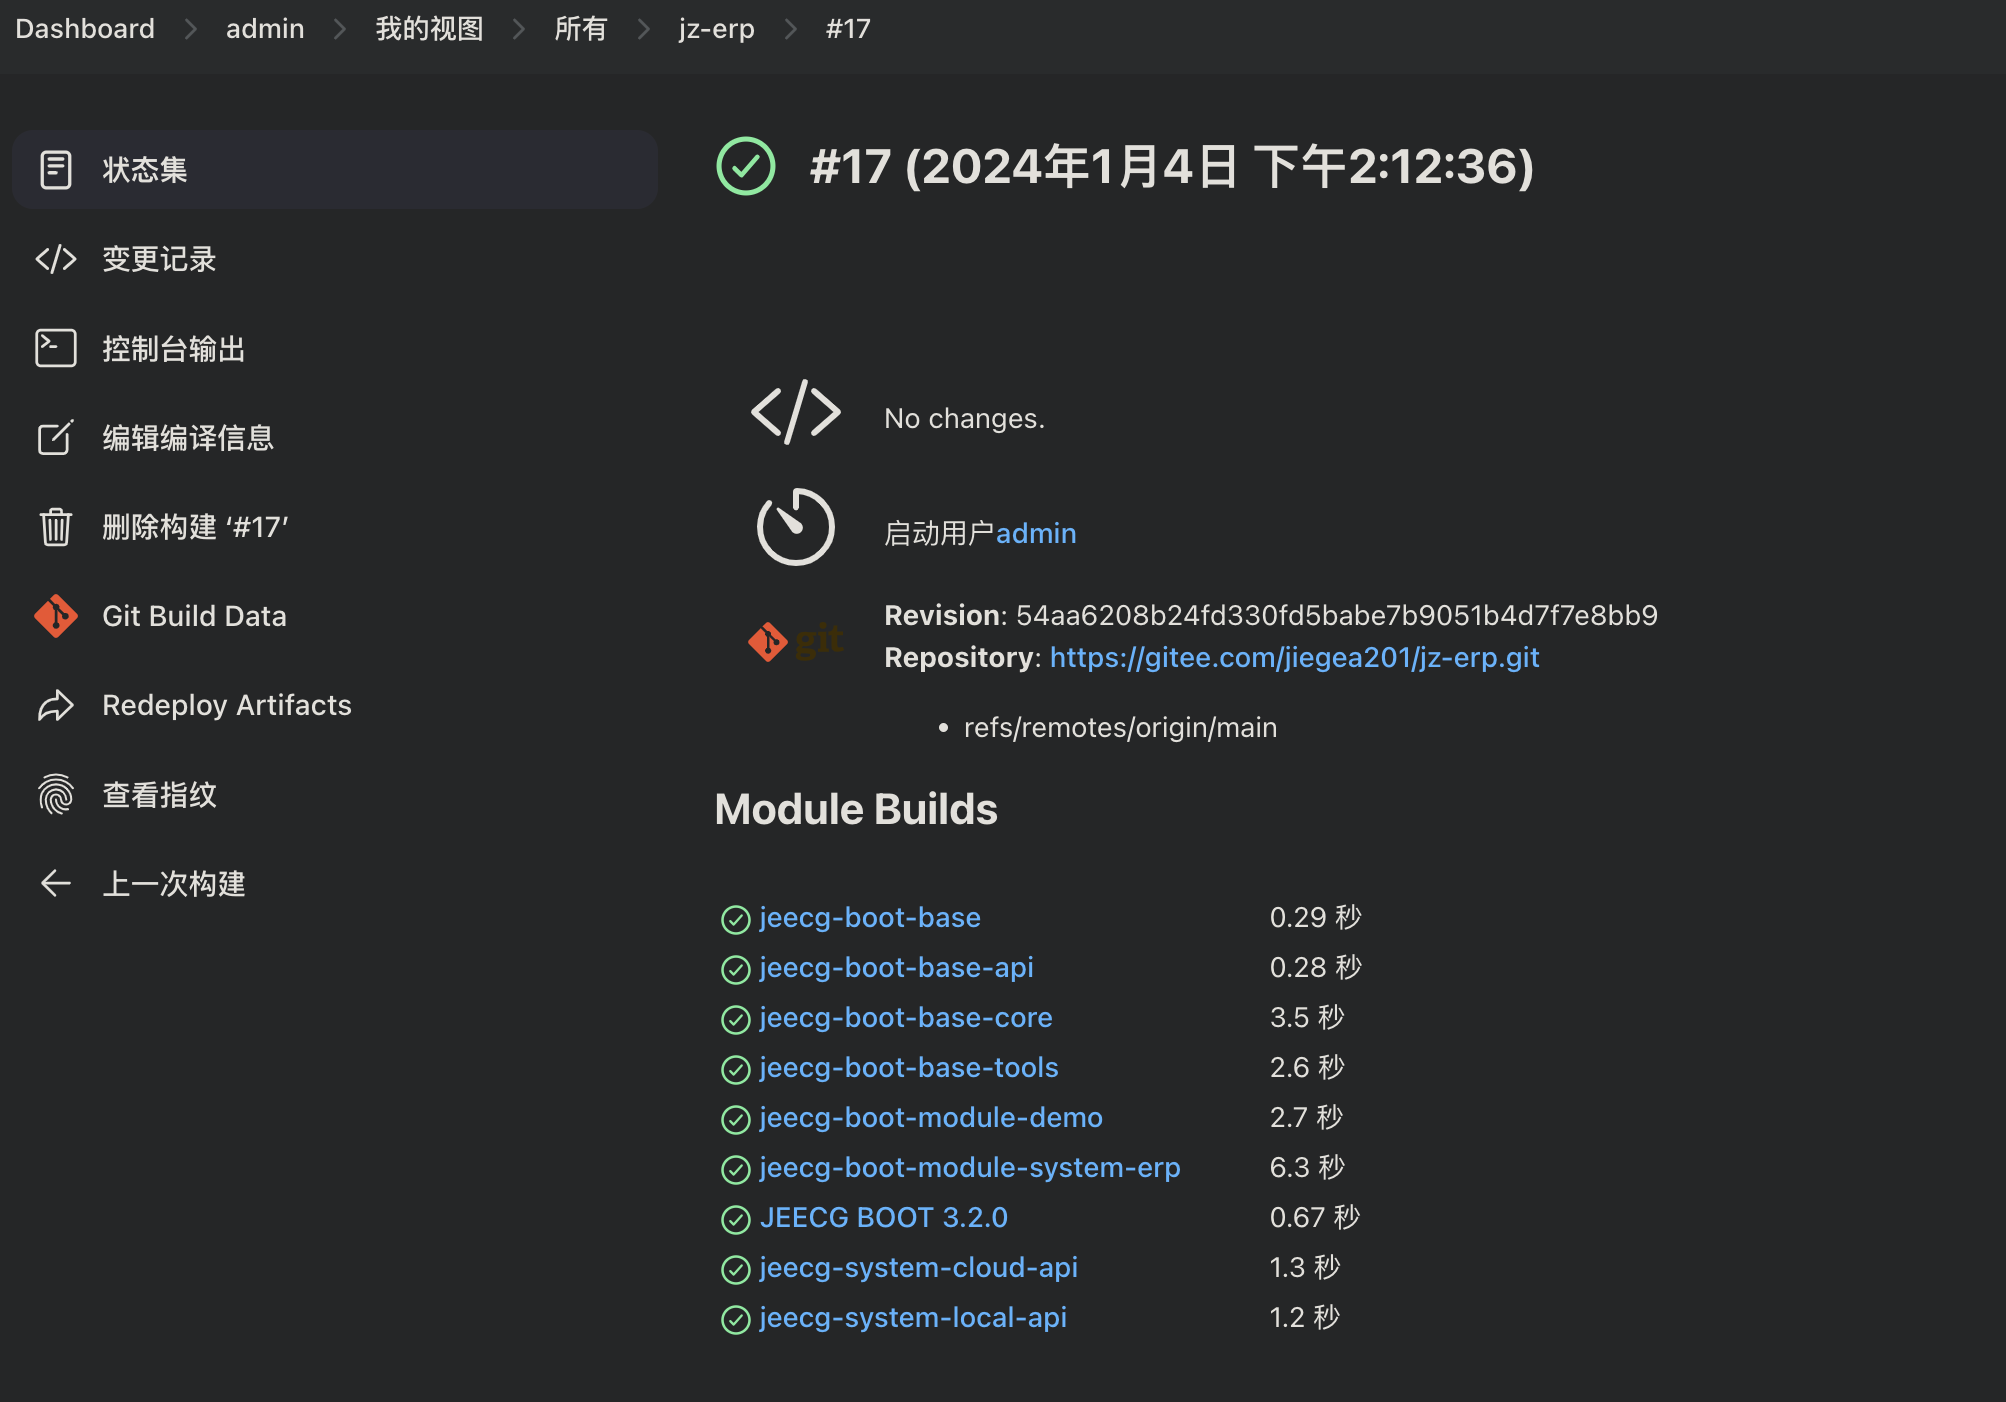 Dashboard > admin > 我的视图 > 所有 > jz-erp > #17
状态集
变更记录
控制台输出
编辑编译信息
删除构建 ‘#17’
Git Build Data
Redeploy Artifacts
查看指纹
上一次构建
#17 (2024年1月4日 下午2:12:36)
No changes.
启动用户admin
git
Revision: 54aa6208b24fd330fd5babe7b9051b4d7f7e8bb9
Repository: https://gitee.com/jiegea201/jz-erp.git
• refs/remotes/origin/main
Module Builds
jeecg-boot-base 0.29 秒
jeecg-boot-base-api 0.28 秒
jeecg-boot-base-core 3.5 秒
jeecg-boot-base-tools 2.6 秒
jeecg-boot-module-demo 2.7 秒
jeecg-boot-module-system-erp 6.3 秒
JEECG BOOT 3.2.0 0.67 秒
jeecg-system-cloud-api 1.3 秒
jeecg-system-local-api 1.2 秒